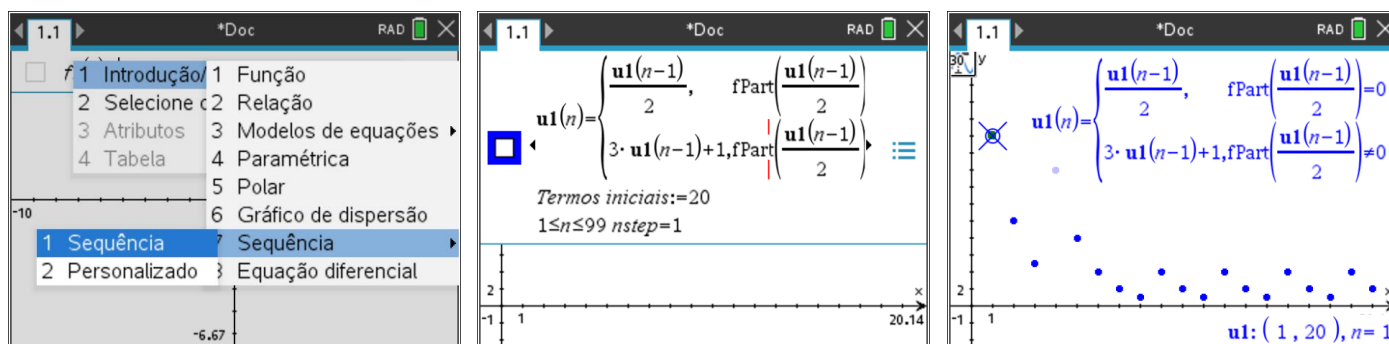 1.1 *Doc RAD
1 Introdução/ 1 Função
2 Selecione 2 Relação
3 Atributos 3 Modelos de equações
4 Tabela 4 Paramétrica
5 Polar
6 Gráfico de dispersão
-10
1 Sequência 7 Sequência
2 Personalizado 8 Equação diferencial
-6.67
1.1 *Doc RAD
u1(n)={ u1(n-1)/2, fPart(u1(n-1)/2)
3·u1(n-1)+1,fPart(u1(n-1)/2)
Termos iniciais:=20
1≤n≤99 nstep=1
2 x
-1 1 20.14
1.1 *Doc RAD
30 y
u1(n)={ u1(n-1)/2, fPart(u1(n-1)/2)=0
3·u1(n-1)+1,fPart(u1(n-1)/2)≠0
2
-1 1
u1: ( 1 , 20 ), n= 1